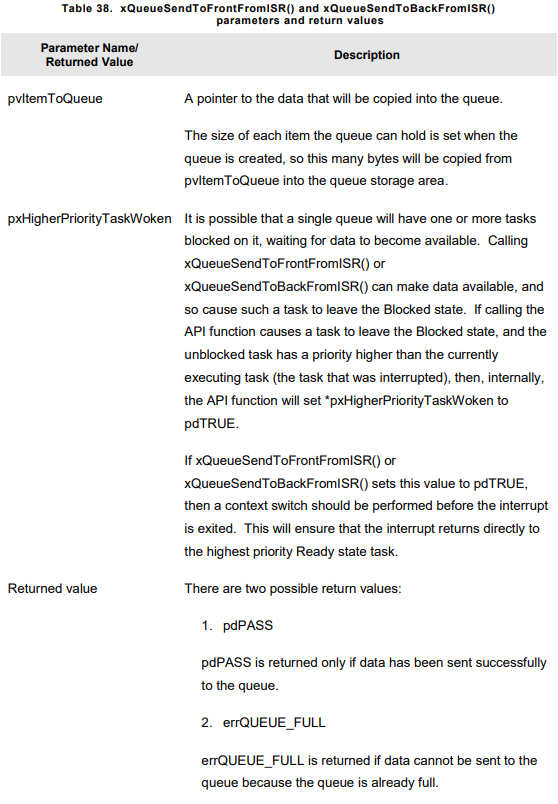 Table 38. xQueueSendToFrontFromISR() and xQueueSendToBackFromISR()
parameters and return values
Parameter Name/
Returned Value
Description
pvItemToQueue
A pointer to the data that will be copied into the queue.
The size of each item the queue can hold is set when the
queue is created, so this many bytes will be copied from
pvItemToQueue into the queue storage area.
pxHigherPriorityTaskWoken
It is possible that a single queue will have one or more tasks
blocked on it, waiting for data to become available. Calling
xQueueSendToFrontFromISR() or
xQueueSendToBackFromISR() can make data available, and
so cause such a task to leave the Blocked state. If calling the
API function causes a task to leave the Blocked state, and the
unblocked task has a priority higher than the currently
executing task (the task that was interrupted), then, internally,
the API function will set *pxHigherPriorityTaskWoken to
pdTRUE.
If xQueueSendToFrontFromISR() or
xQueueSendToBackFromISR() sets this value to pdTRUE,
then a context switch should be performed before the interrupt
is exited. This will ensure that the interrupt returns directly to
the highest priority Ready state task.
Returned value
There are two possible return values:
1. pdPASS
pdPASS is returned only if data has been sent successfully
to the queue.
2. errQUEUE_FULL
errQUEUE_FULL is returned if data cannot be sent to the
queue because the queue is already full.